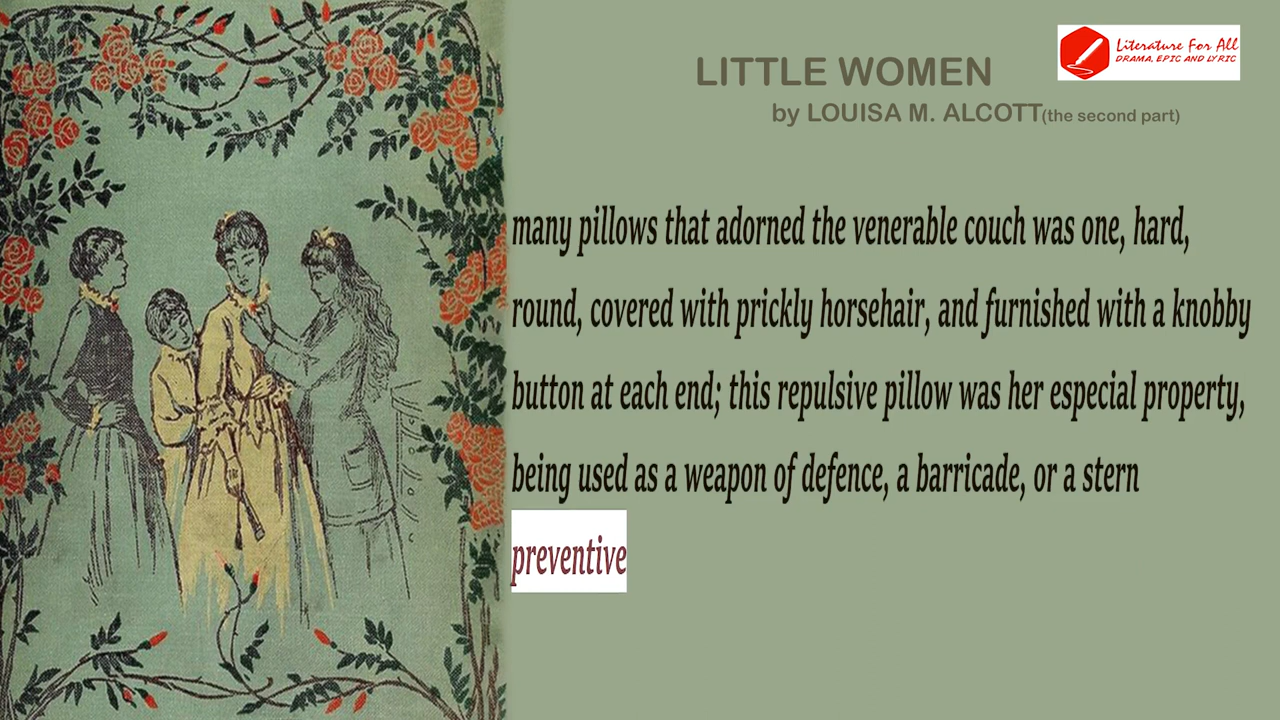 LITTLE WOMEN
by LOUISA M. ALCOTT(the second part)
Literature For All
DRAMA, EPIC AND LYRIC
many pillows that adorned the venerable couch was one, hard,
round, covered with prickly horsehair, and furnished with a knobby
button at each end; this repulsive pillow was her especial property,
being used as a weapon of defence, a barricade, or a stern
preventive